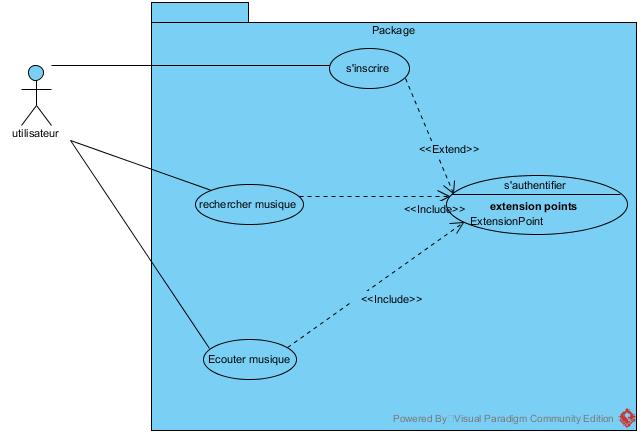 Package
s'inscrire
utilisateur
<<Extend>>
s'authentifier
rechercher musique
<<Include>>
extension points
ExtensionPoint
<<Include>>
Ecouter musique
Powered By Visual Paradigm Community Edition